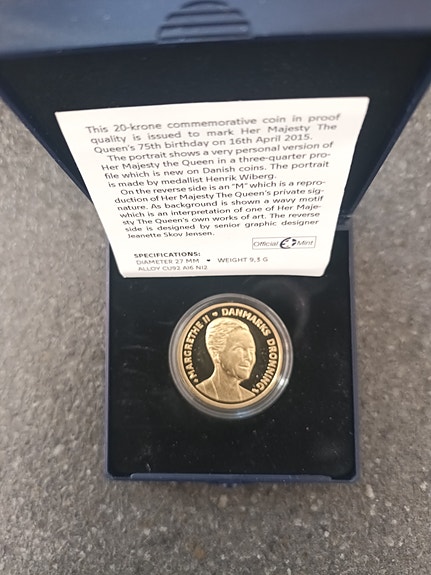 This 20-krone commemorative coin in proof
quality is issued to mark Her Majesty The
Queen's 75th birthday on 16th April 2015.
The portrait shows a very personal version of
Her Majesty the Queen in a three-quarter pro-
file which is new on Danish coins. The portrait
is made by medallist Henrik Wiberg.
On the reverse side is an "M" which is a repro-
duction of Her Majesty The Queen's private sig-
nature. As background is shown a wavy motif
which is an interpretation of one of Her Maje-
sty The Queen's own works of art. The reverse
side is designed by senior graphic designer
Jeanette Skov Jensen.
Official Mint
SPECIFICATIONS:
DIAMETER 27 MM • WEIGHT 9,3 G
ALLOY CU92 Al6 NI2
MARGRETHE II DANMARKS DRONNING